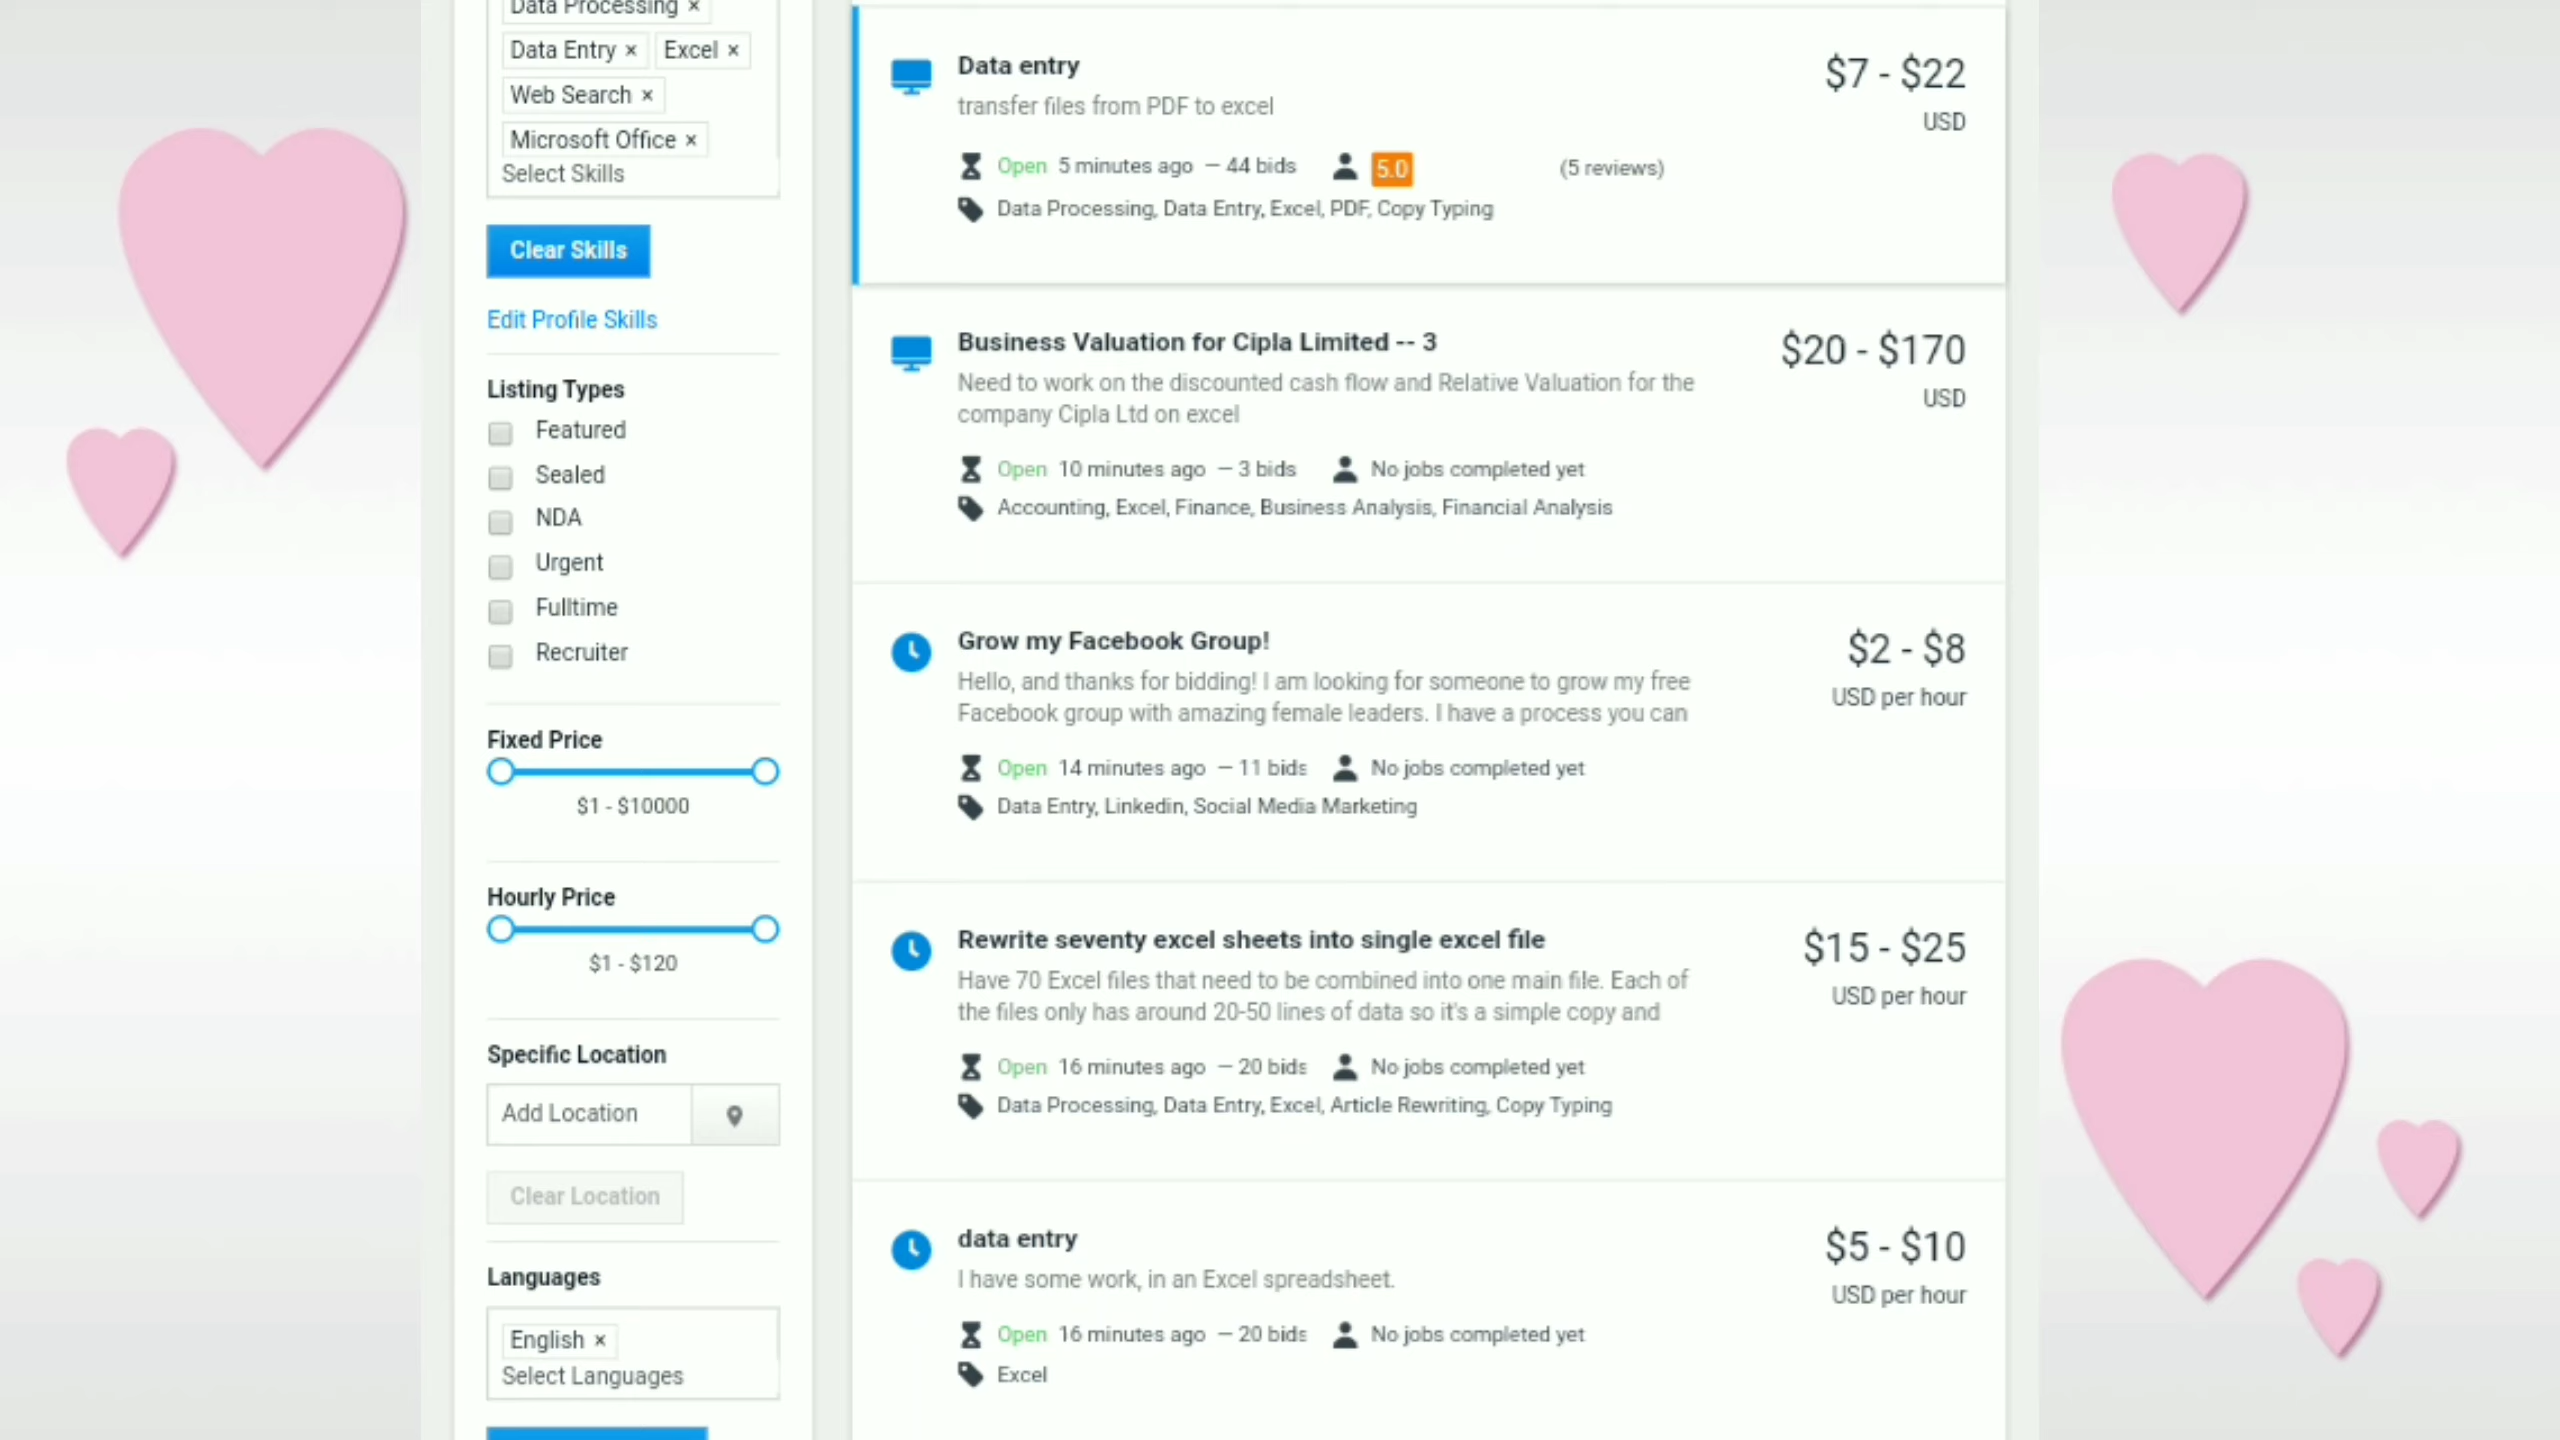 Data Processing ×
Data Entry × Excel ×
Web Search ×
Microsoft Office ×
Select Skills
Clear Skills
Edit Profile Skills
Listing Types
Featured
Sealed
NDA
Urgent
Fulltime
Recruiter
Fixed Price
$1 - $10000
Hourly Price
$1 - $120
Specific Location
Add Location
Clear Location
Languages
English ×
Select Languages
Data entry
$7 - $22
transfer files from PDF to excel
USD
Open 5 minutes ago — 44 bids 5.0 (5 reviews)
Data Processing, Data Entry, Excel, PDF, Copy Typing
Business Valuation for Cipla Limited -- 3
$20 - $170
Need to work on the discounted cash flow and Relative Valuation for the
USD
company Cipla Ltd on excel
Open 10 minutes ago — 3 bids No jobs completed yet
Accounting, Excel, Finance, Business Analysis, Financial Analysis
Grow my Facebook Group!
$2 - $8
Hello, and thanks for bidding! I am looking for someone to grow my free
USD per hour
Facebook group with amazing female leaders. I have a process you can
Open 14 minutes ago — 11 bids No jobs completed yet
Data Entry, Linkedin, Social Media Marketing
Rewrite seventy excel sheets into single excel file
$15 - $25
Have 70 Excel files that need to be combined into one main file. Each of
USD per hour
the files only has around 20-50 lines of data so it's a simple copy and
Open 16 minutes ago — 20 bids No jobs completed yet
Data Processing, Data Entry, Excel, Article Rewriting, Copy Typing
data entry
$5 - $10
I have some work, in an Excel spreadsheet.
USD per hour
Open 16 minutes ago — 20 bids No jobs completed yet
Excel